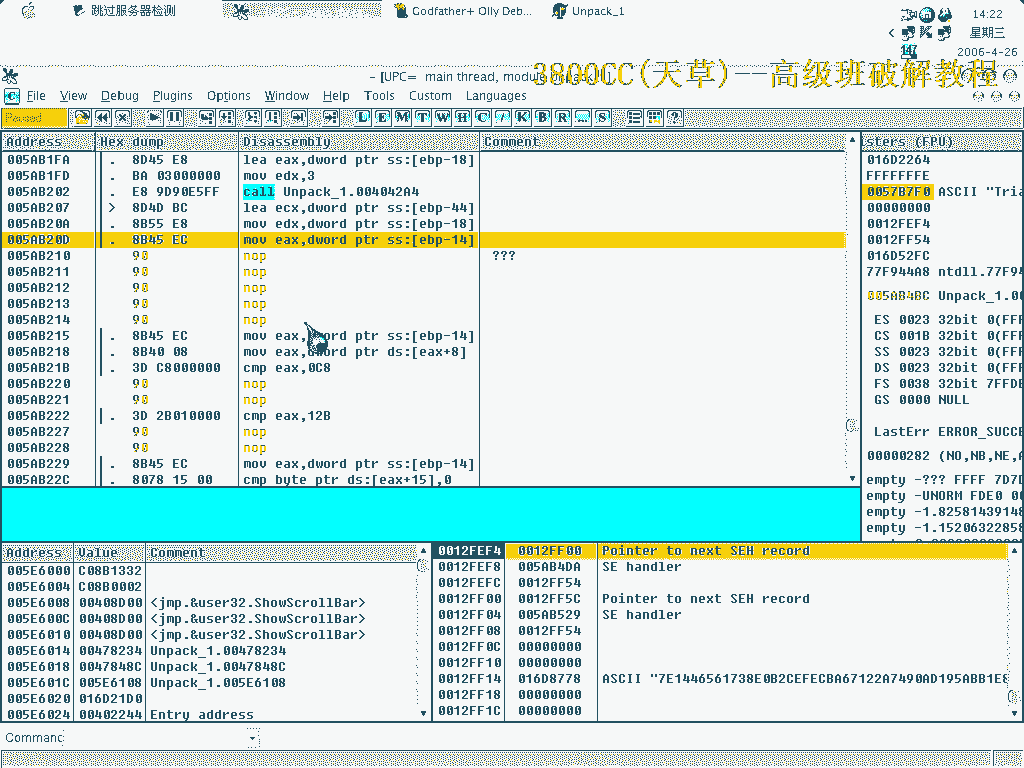 跳过服务器检测
Godfather+ Olly Deb...
Unpack_1
14:22
星期三
2006-4-26
147
3800CC(天草)--高级班破解教程
- [UPC= main thread, module
C File View Debug Plugins Options Window Help Tools Custom Languages
Paused L E M T W H C / K B R ... S ?
Address Hex dump Disassembly Comment
005AB1FA . 8D45 E8 lea eax,dword ptr ss:[ebp-18]
005AB1FD . BA 03000000 mov edx,3
005AB202 . E8 9D90E5FF call Unpack_1.004042A4
005AB207 > 8D4D BC lea ecx,dword ptr ss:[ebp-44]
005AB20A . 8B55 E8 mov edx,dword ptr ss:[ebp-18]
005AB20D . 8B45 EC mov eax,dword ptr ss:[ebp-14]
005AB210 90 nop ???
005AB211 90 nop
005AB212 90 nop
005AB213 90 nop
005AB214 90 nop
005AB215 . 8B45 EC mov eax,dword ptr ss:[ebp-14]
005AB218 . 8B40 08 mov eax,dword ptr ds:[eax+8]
005AB21B . 3D C8000000 cmp eax,0C8
005AB220 90 nop
005AB221 90 nop
005AB222 . 3D 2B010000 cmp eax,12B
005AB227 90 nop
005AB228 90 nop
005AB229 . 8B45 EC mov eax,dword ptr ss:[ebp-14]
005AB22C . 8078 15 00 cmp byte ptr ds:[eax+15],0
sters (FPU)
016D2264
FFFFFFFE
0057B7F0 ASCII "Tria
00000000
0012FEF4
0012FF54
016D52FC
77F944A8 ntdll.77F94
005AB4BC Unpack_1.00
ES 0023 32bit 0(FFF
CS 001B 32bit 0(FFF
SS 0023 32bit 0(FFF
DS 0023 32bit 0(FFF
FS 0038 32bit 7FFDE
GS 0000 NULL
LastErr ERROR_SUCCE
00000282 (NO,NB,NE,A
empty -??? FFFF 7D7D
empty -UNORM FDE0 00
empty -1.82581439148
empty -1.15206322858
Address Value Comment
005E6000 C08B1332
005E6004 C08B0002
005E6008 00408D00 <jmp.&user32.ShowScrollBar>
005E600C 00408D00 <jmp.&user32.ShowScrollBar>
005E6010 00408D00 <jmp.&user32.ShowScrollBar>
005E6014 00478234 Unpack_1.00478234
005E6018 0047848C Unpack_1.0047848C
005E601C 005E6108 Unpack_1.005E6108
005E6020 016D21D0
005E6024 00402244 Entry address
0012FEF4 0012FF00 Pointer to next SEH record
0012FEF8 005AB4DA SE handler
0012FEFC 0012FF54
0012FF00 0012FF5C Pointer to next SEH record
0012FF04 005AB529 SE handler
0012FF08 0012FF54
0012FF0C 00000000
0012FF10 00000000
0012FF14 016D8778 ASCII "7E1446561738E0B2CEFECBA67122A7490AD195ABB1E8
0012FF18 00000000
0012FF1C 00000000
Command: